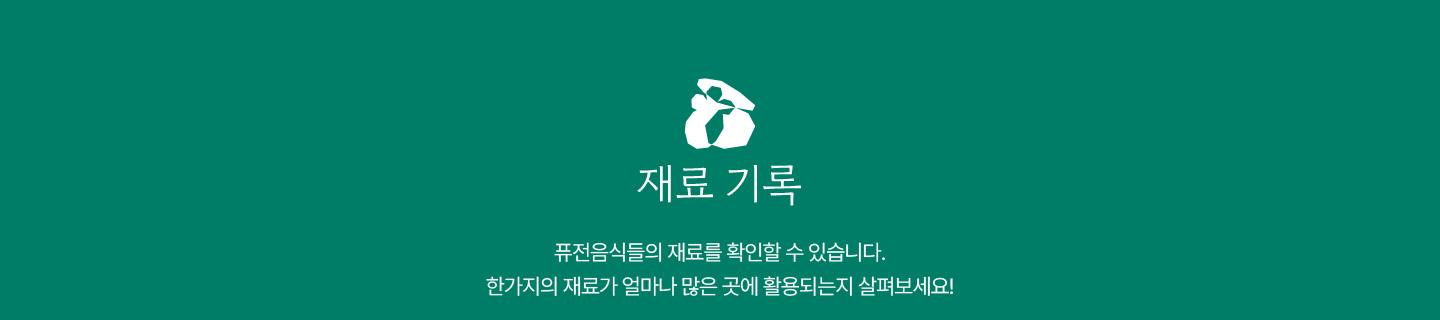 재료 기록
퓨전음식들의 재료를 확인할 수 있습니다.
한가지의 재료가 얼마나 많은 곳에 활용되는지 살펴보세요!